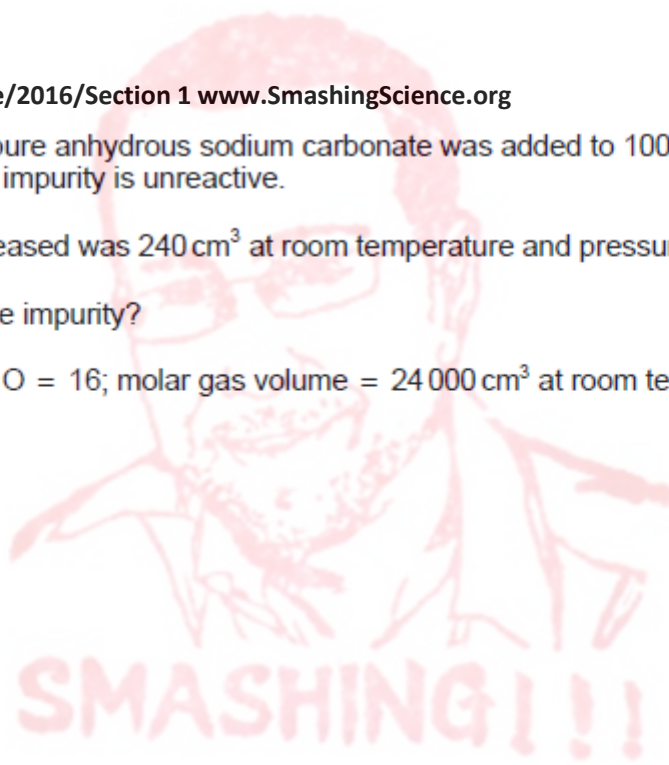 e/2016/Section 1 www.SmashingScience.org
pure anhydrous sodium carbonate was added to 100
impurity is unreactive.
eased was 240 cm³ at room temperature and pressu
e impurity?
O = 16; molar gas volume = 24 000 cm³ at room te
SMASHING!!!